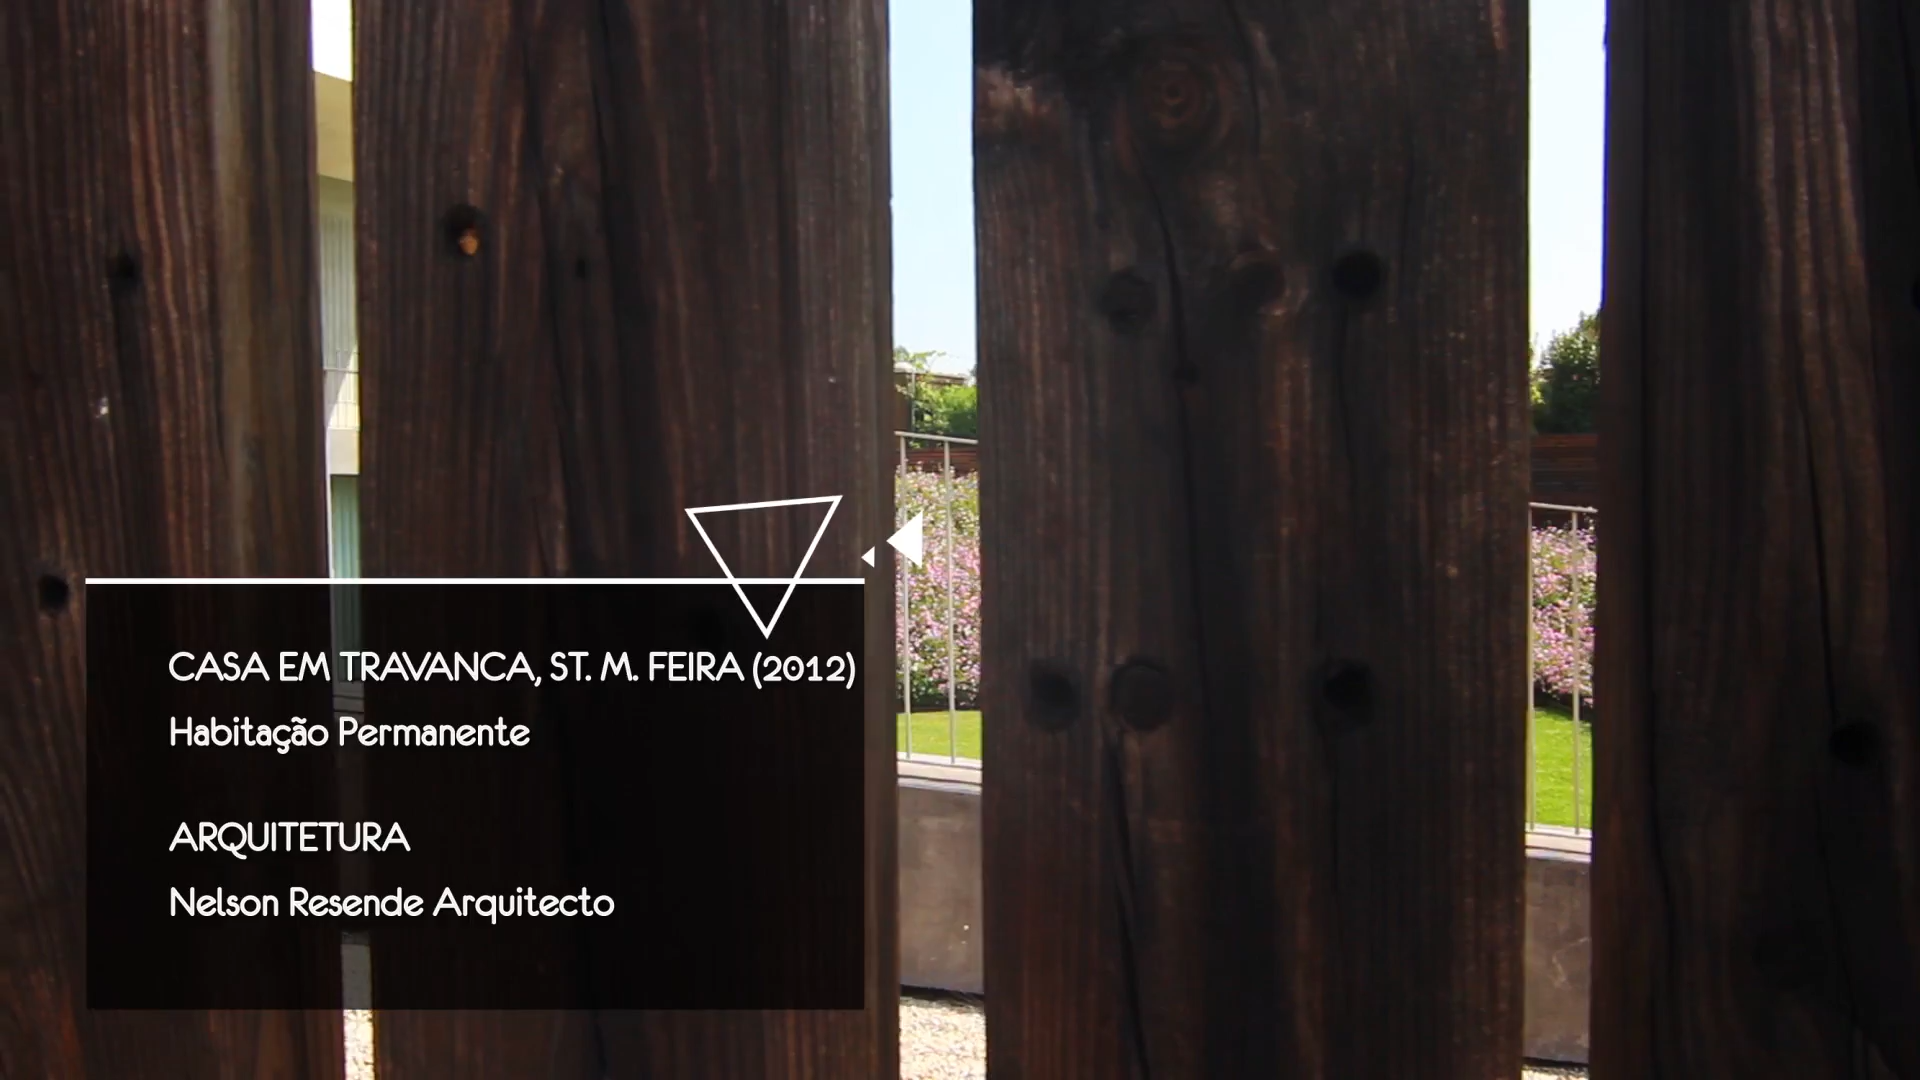 CASA EM TRAVANCA, ST. M. FEIRA (2012)
Habitação Permanente
ARQUITETURA
Nelson Resende Arquitecto